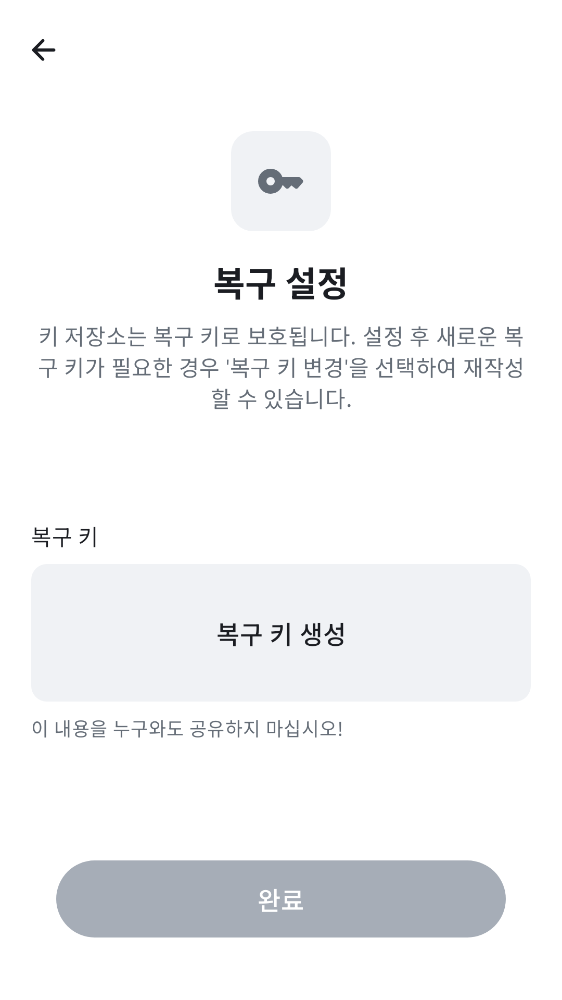 복구 설정
키 저장소는 복구 키로 보호됩니다. 설정 후 새로운 복
구 키가 필요한 경우 '복구 키 변경'을 선택하여 재작성
할 수 있습니다.
복구 키
복구 키 생성
이 내용을 누구와도 공유하지 마십시오!
완료